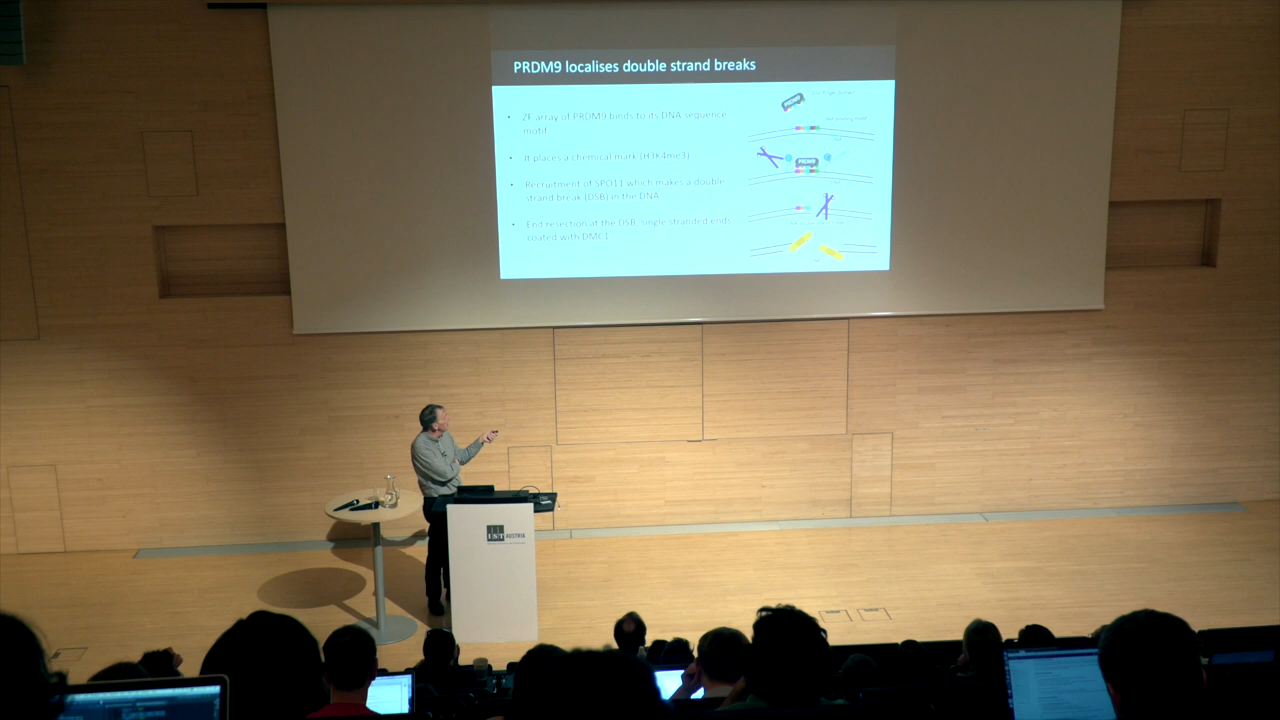 PRDM9 localises double strand breaks
• ZF array of PRDM9 binds to its DNA sequence
motif
• It places a chemical mark (H3K4me3)
• Recruitment of SPO11 which makes a double
strand break (DSB) in the DNA
• End resection at the DSB, single stranded ends
coated with DMC1
PRDM9
PRDM9
IST AUSTRIA